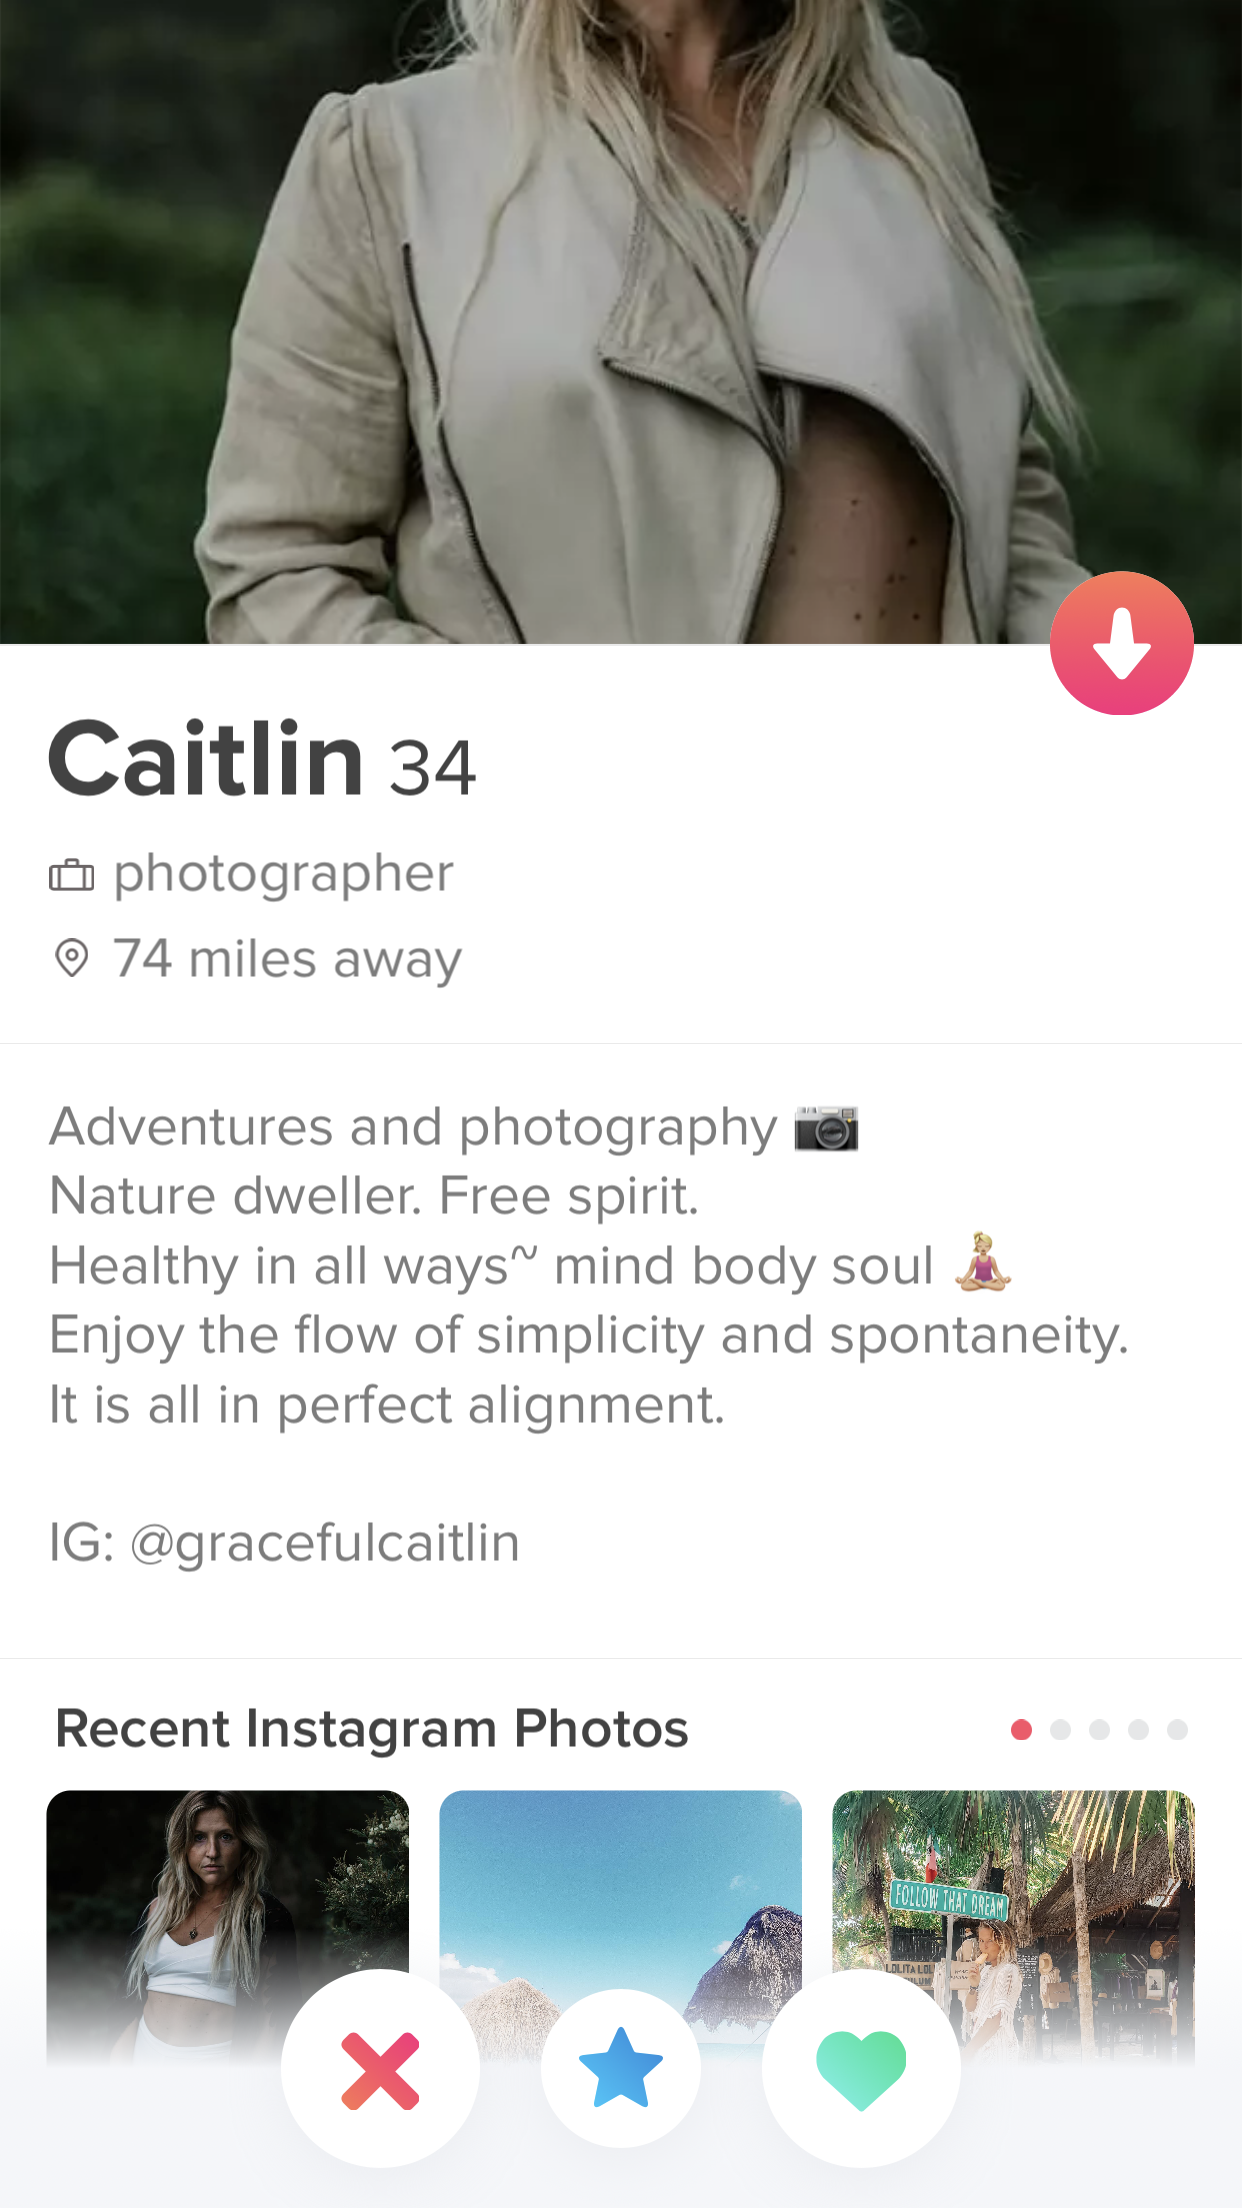 Caitlin 34
photographer
74 miles away
Adventures and photography 📷
Nature dweller. Free spirit.
Healthy in all ways~ mind body soul 🧘🏼‍♀️
Enjoy the flow of simplicity and spontaneity.
It is all in perfect alignment.
IG: @gracefulcaitlin
Recent Instagram Photos
FOLLOW THAT DREAM
LOLITA